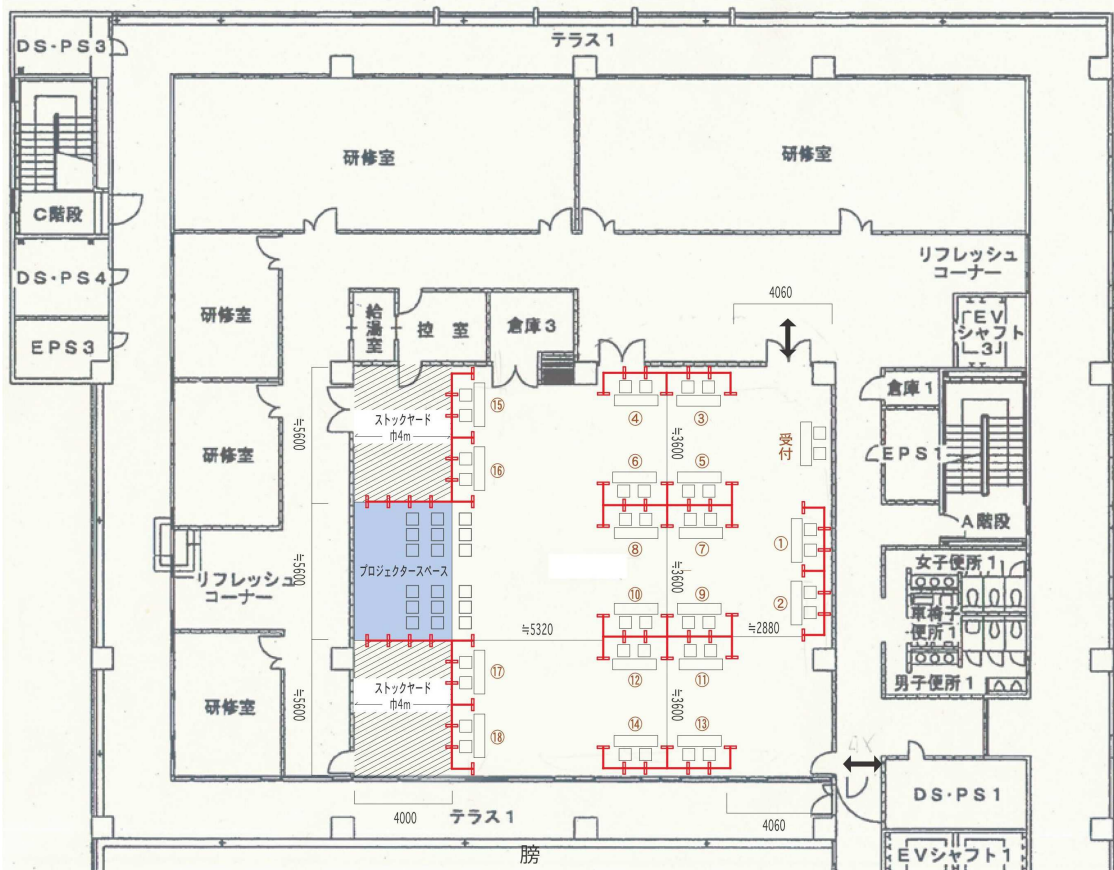 テラス1
DS・PS3
C階段
DS・PS4
EPS3
研修室
研修室
リフレッシュ
コーナー
EV
シャフト
3
研修室
給湯室
控室
倉庫3
4060
倉庫1
EPS1
A階段
≒5600
ストックヤード
巾4m
⑮
⑯
④
③
≒3600
受付
⑥
⑤
研修室
⑧
⑦
①
②
リフレッシュ
コーナー
≒5600
プロジェクタースペース
≒3600
女子便所1
車椅子
便所1
男子便所1
⑩
⑨
≒5320
≒2880
⑫
⑪
研修室
≒5600
⑰
ストックヤード
巾4m
⑱
≒3600
⑭
⑬
DS・PS1
4000
テラス1
4060
EVシャフト1
膀